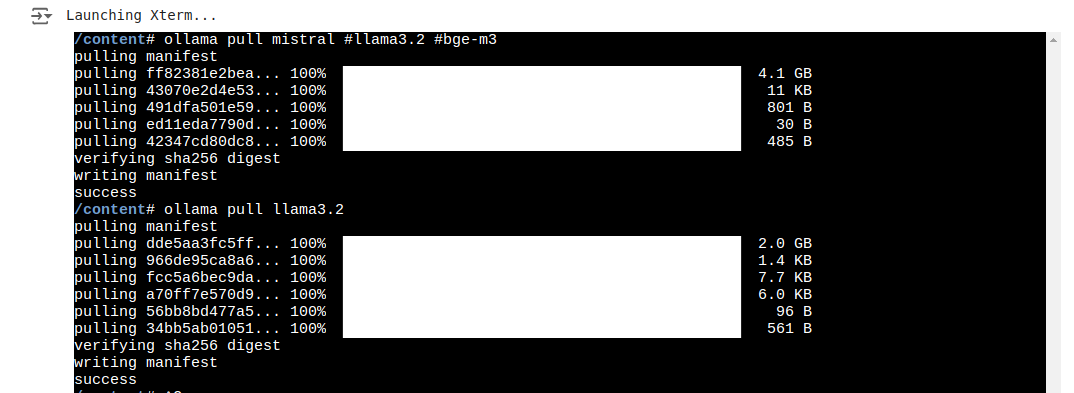 Launching Xterm...
/content# ollama pull mistral #llama3.2 #bge-m3
pulling manifest
pulling ff82381e2bea... 100% 4.1 GB
pulling 43070e2d4e53... 100% 11 KB
pulling 491dfa501e59... 100% 801 B
pulling ed11eda7790d... 100% 30 B
pulling 42347cd80dc8... 100% 485 B
verifying sha256 digest
writing manifest
success
/content# ollama pull llama3.2
pulling manifest
pulling dde5aa3fc5ff... 100% 2.0 GB
pulling 966de95ca8a6... 100% 1.4 KB
pulling fcc5a6bec9da... 100% 7.7 KB
pulling a70ff7e570d9... 100% 6.0 KB
pulling 56bb8bd477a5... 100% 96 B
pulling 34bb5ab01051... 100% 561 B
verifying sha256 digest
writing manifest
success